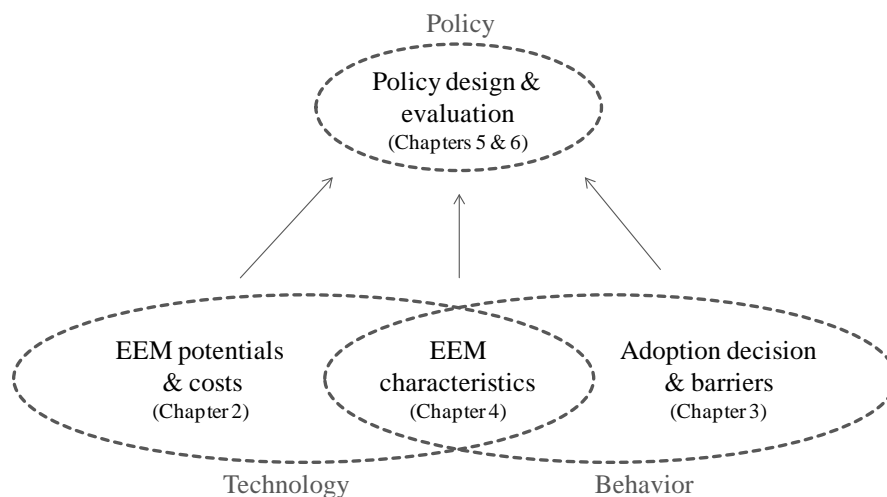 Policy
Policy design &
evaluation
(Chapters 5 & 6)
EEM potentials
& costs
(Chapter 2)
EEM
characteristics
(Chapter 4)
Adoption decision
& barriers
(Chapter 3)
Technology
Behavior